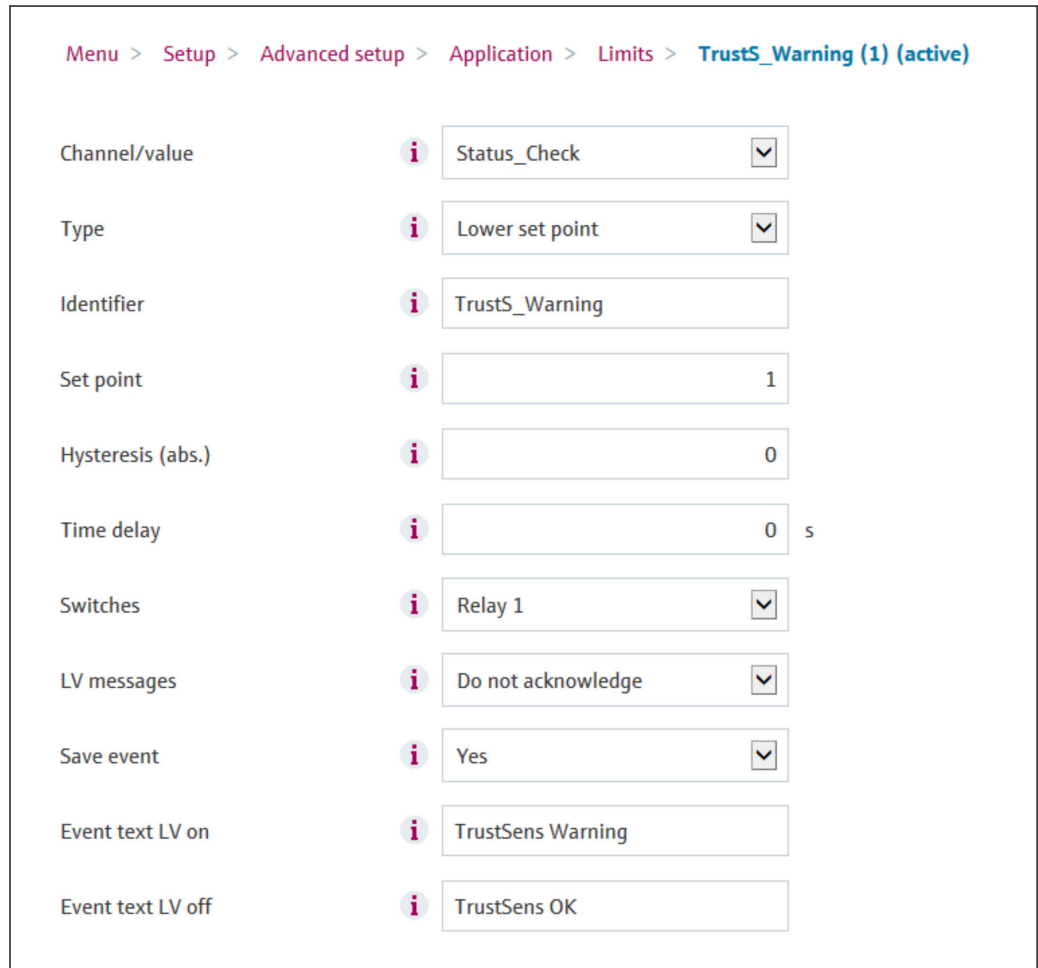 Menu > Setup > Advanced setup > Application > Limits > TrustS_Warning (1) (active)
Channel/value i Status_Check
Type i Lower set point
Identifier i TrustS_Warning
Set point i 1
Hysteresis (abs.) i 0
Time delay i 0 s
Switches i Relay 1
LV messages i Do not acknowledge
Save event i Yes
Event text LV on i TrustSens Warning
Event text LV off i TrustSens OK